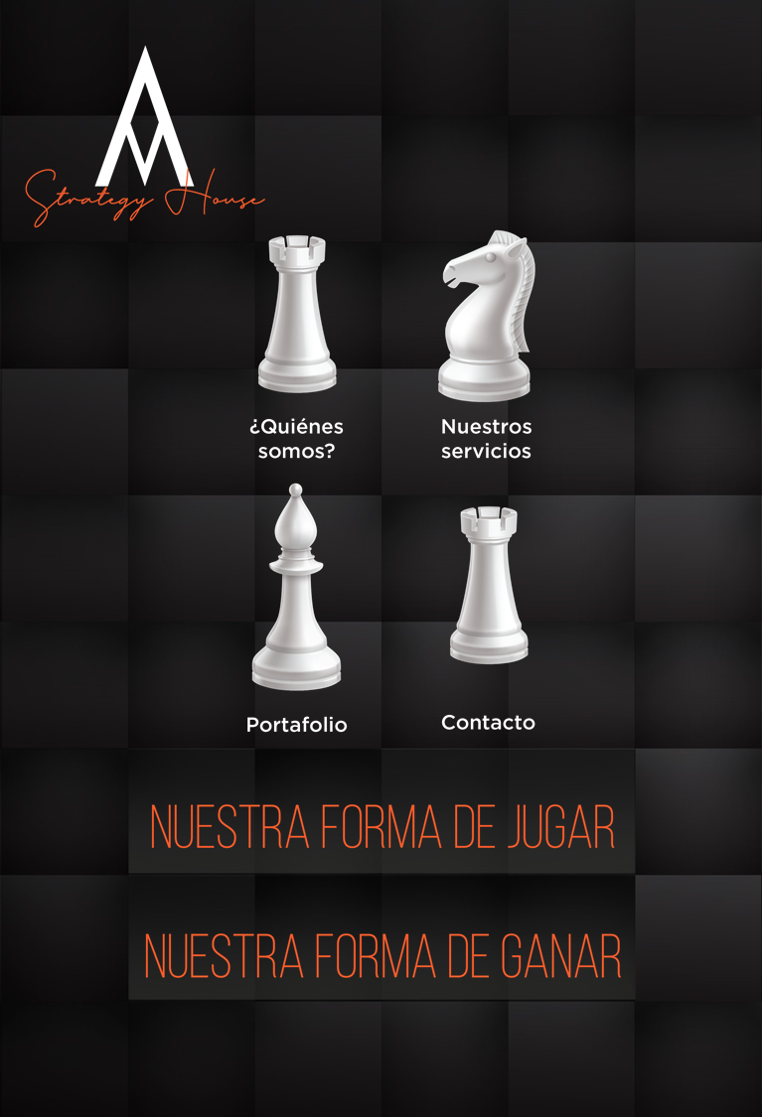 Strategy House
¿Quiénes
somos?
Nuestros
servicios
Portafolio
Contacto
NUESTRA FORMA DE JUGAR
NUESTRA FORMA DE GANAR